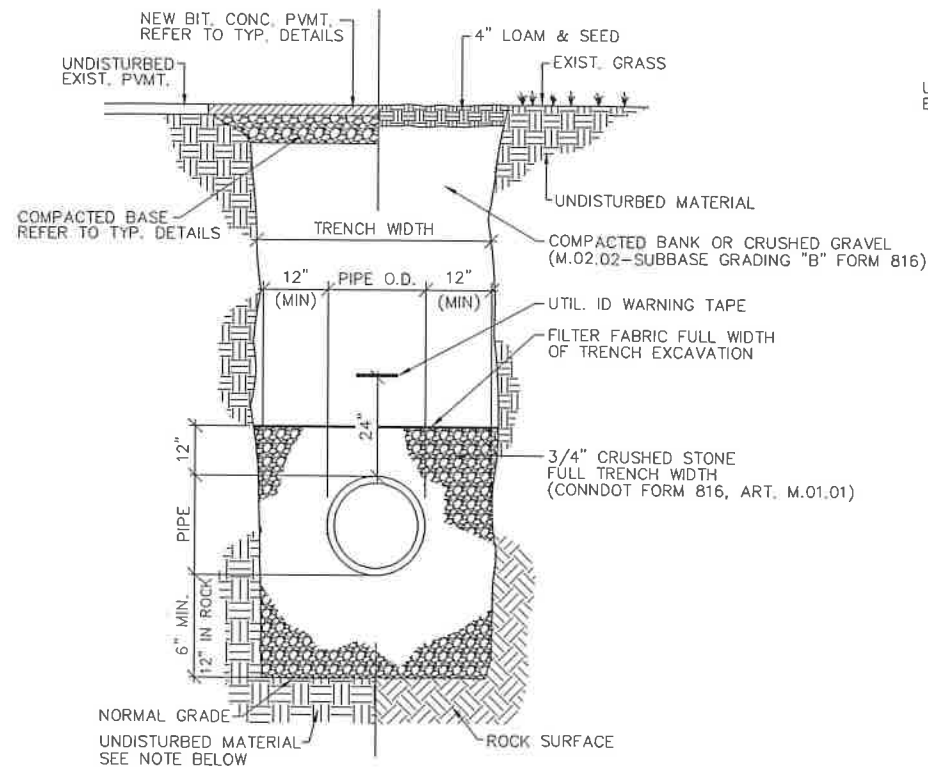 NEW BIT. CONC. PVMT.
REFER TO TYP. DETAILS
4" LOAM & SEED
UNDISTURBED
EXIST. PVMT.
EXIST. GRASS
UNDISTURBED MATERIAL
COMPACTED BASE
REFER TO TYP. DETAILS
TRENCH WIDTH
COMPACTED BANK OR CRUSHED GRAVEL
(M.02.02-SUBBASE GRADING "B" FORM 816)
12"
(MIN)
PIPE O.D.
12"
(MIN)
UTIL. ID WARNING TAPE
FILTER FABRIC FULL WIDTH
OF TRENCH EXCAVATION
24"
12"
3/4" CRUSHED STONE
FULL TRENCH WIDTH
(CONNDOT FORM 816, ART. M.01.01)
PIPE
6" MIN.
12" IN ROCK
NORMAL GRADE
UNDISTURBED MATERIAL
SEE NOTE BELOW
ROCK SURFACE